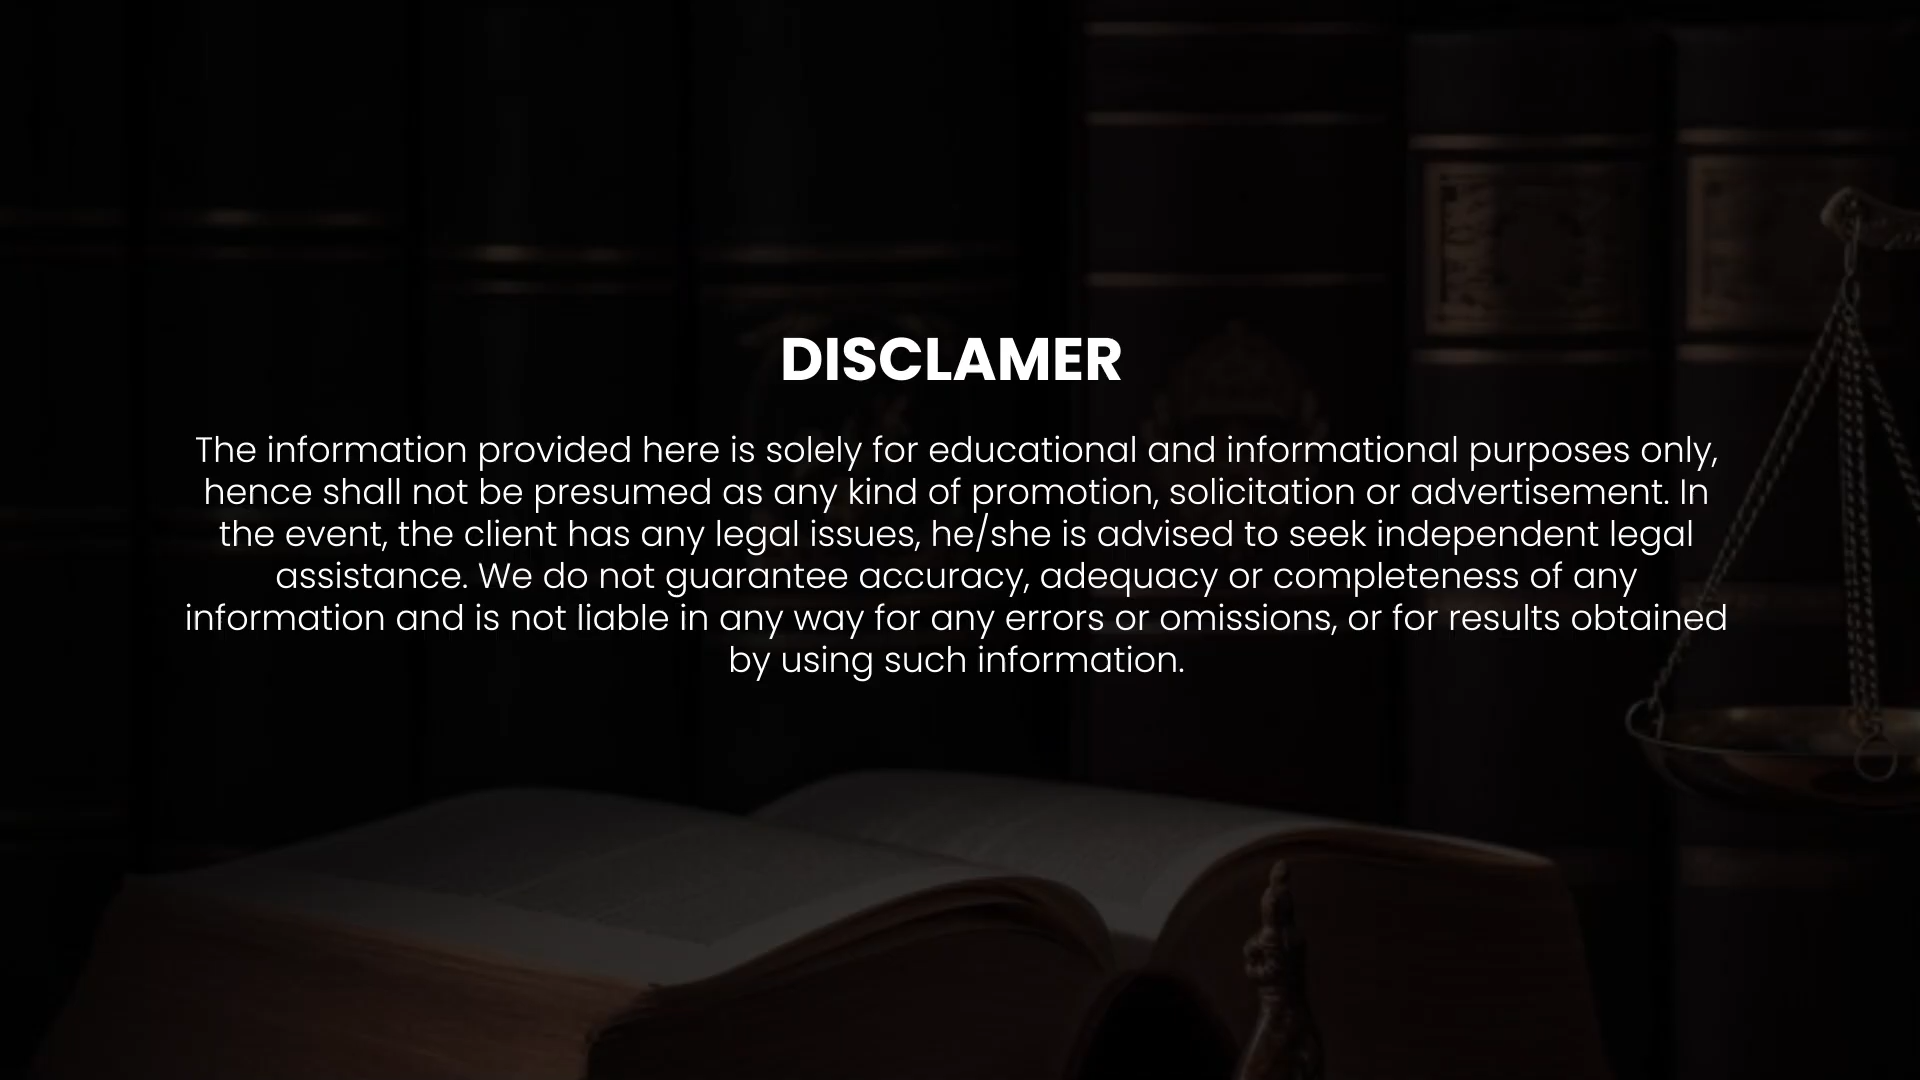 DISCLAMER
The information provided here is solely for educational and informational purposes only,
hence shall not be presumed as any kind of promotion, solicitation or advertisement. In
the event, the client has any legal issues, he/she is advised to seek independent legal
assistance. We do not guarantee accuracy, adequacy or completeness of any
information and is not liable in any way for any errors or omissions, or for results obtained
by using such information.